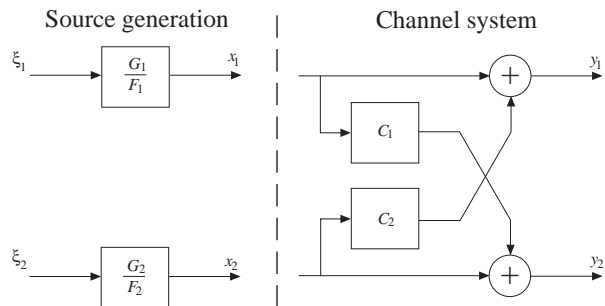 Source generation
Channel system
ξ1
G1
F1
x1
+
y1
C1
C2
ξ2
G2
F2
x2
+
y2